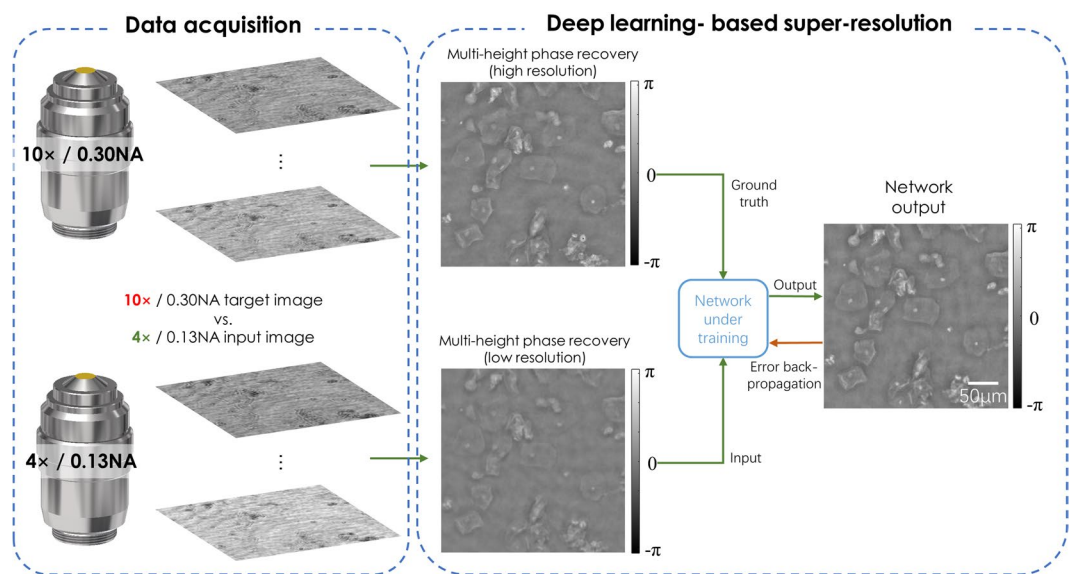 Data acquisition
10× / 0.30NA
⋮
10× / 0.30NA target image
vs.
4× / 0.13NA input image
4× / 0.13NA
⋮
Deep learning- based super-resolution
Multi-height phase recovery
(high resolution)
π
0
-π
Ground
truth
Multi-height phase recovery
(low resolution)
π
0
-π
Input
Network
under
training
Output
Error back-
propagation
Network
output
π
0
-π
50μm